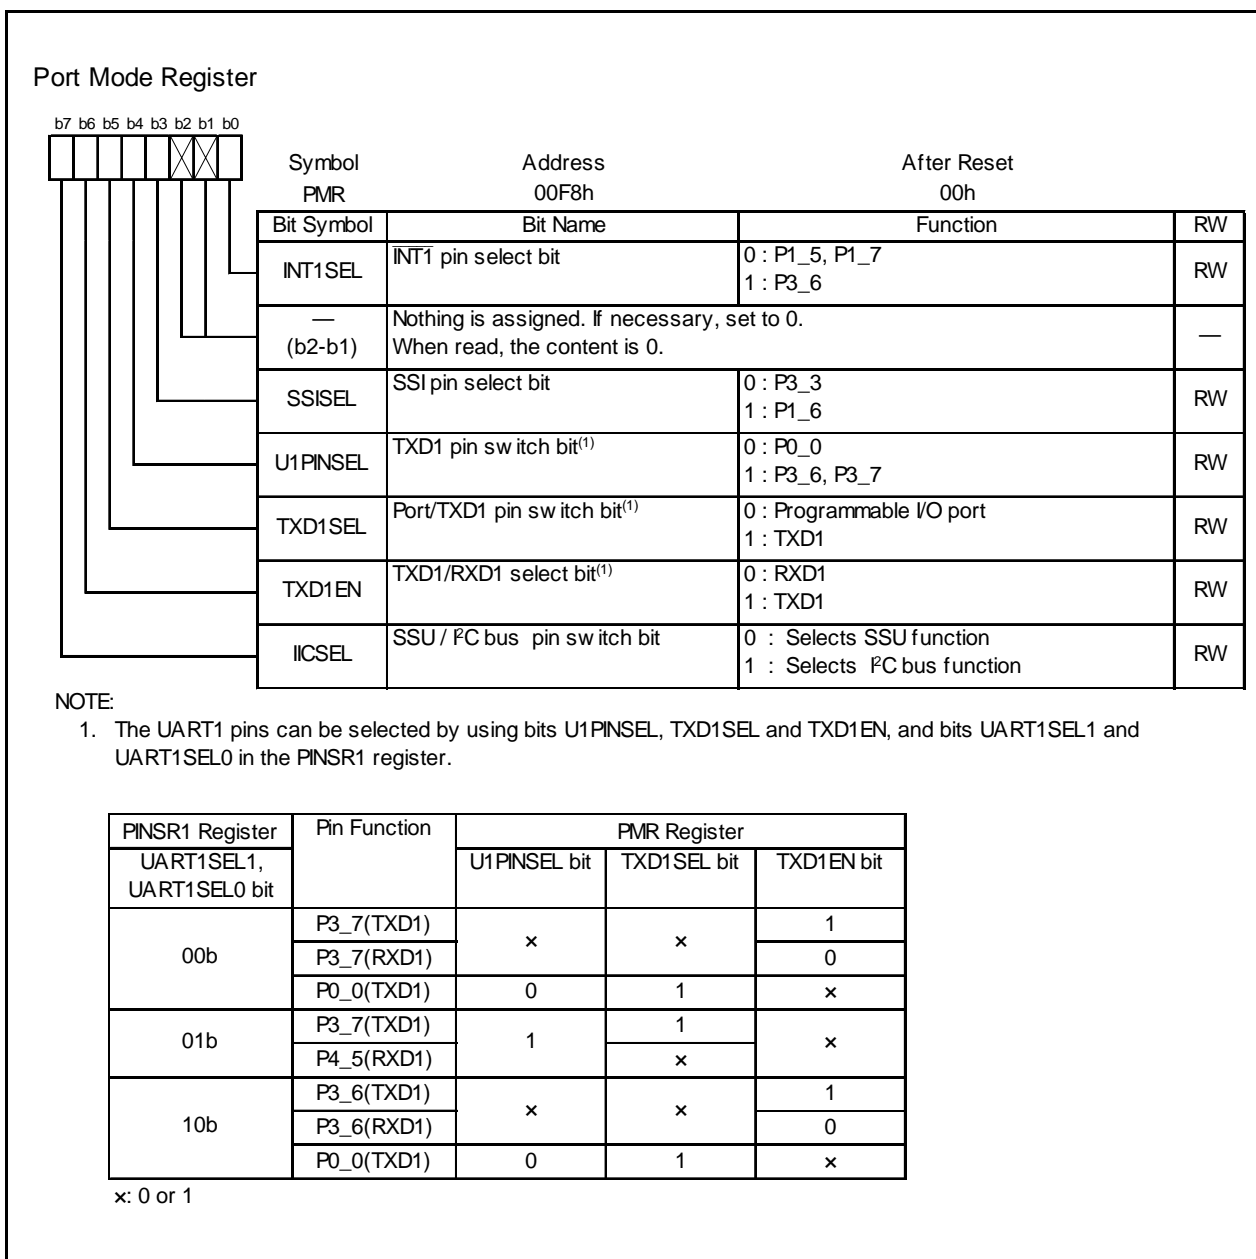 Port Mode Register
b7 b6 b5 b4 b3 b2 b1 b0
Symbol Address After Reset
PMR 00F8h 00h
Bit Symbol Bit Name Function RW
INT1SEL INT1 pin select bit 0 : P1_5, P1_7 RW
1 : P3_6
— Nothing is assigned. If necessary, set to 0. —
(b2-b1) When read, the content is 0.
SSISEL SSI pin select bit 0 : P3_3 RW
1 : P1_6
U1PINSEL TXD1 pin switch bit(1) 0 : P0_0 RW
1 : P3_6, P3_7
TXD1SEL Port/TXD1 pin switch bit(1) 0 : Programmable I/O port RW
1 : TXD1
TXD1EN TXD1/RXD1 select bit(1) 0 : RXD1 RW
1 : TXD1
IICSEL SSU / I²C bus pin switch bit 0 : Selects SSU function RW
1 : Selects I²C bus function
NOTE:
1. The UART1 pins can be selected by using bits U1PINSEL, TXD1SEL and TXD1EN, and bits UART1SEL1 and
UART1SEL0 in the PINSR1 register.
PINSR1 Register Pin Function PMR Register
UART1SEL1, U1PINSEL bit TXD1SEL bit TXD1EN bit
UART1SEL0 bit
00b P3_7(TXD1) × × 1
P3_7(RXD1) 0
P0_0(TXD1) 0 1 ×
01b P3_7(TXD1) 1 1 ×
P4_5(RXD1) ×
10b P3_6(TXD1) × × 1
P3_6(RXD1) 0
P0_0(TXD1) 0 1 ×
×: 0 or 1